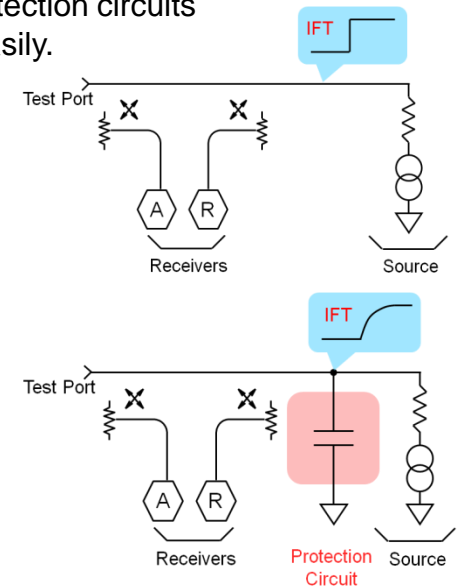 tection circuits
sily.
IFT
Test Port
A
R
Receivers
Source
IFT
Test Port
A
R
Receivers
Protection
Circuit
Source